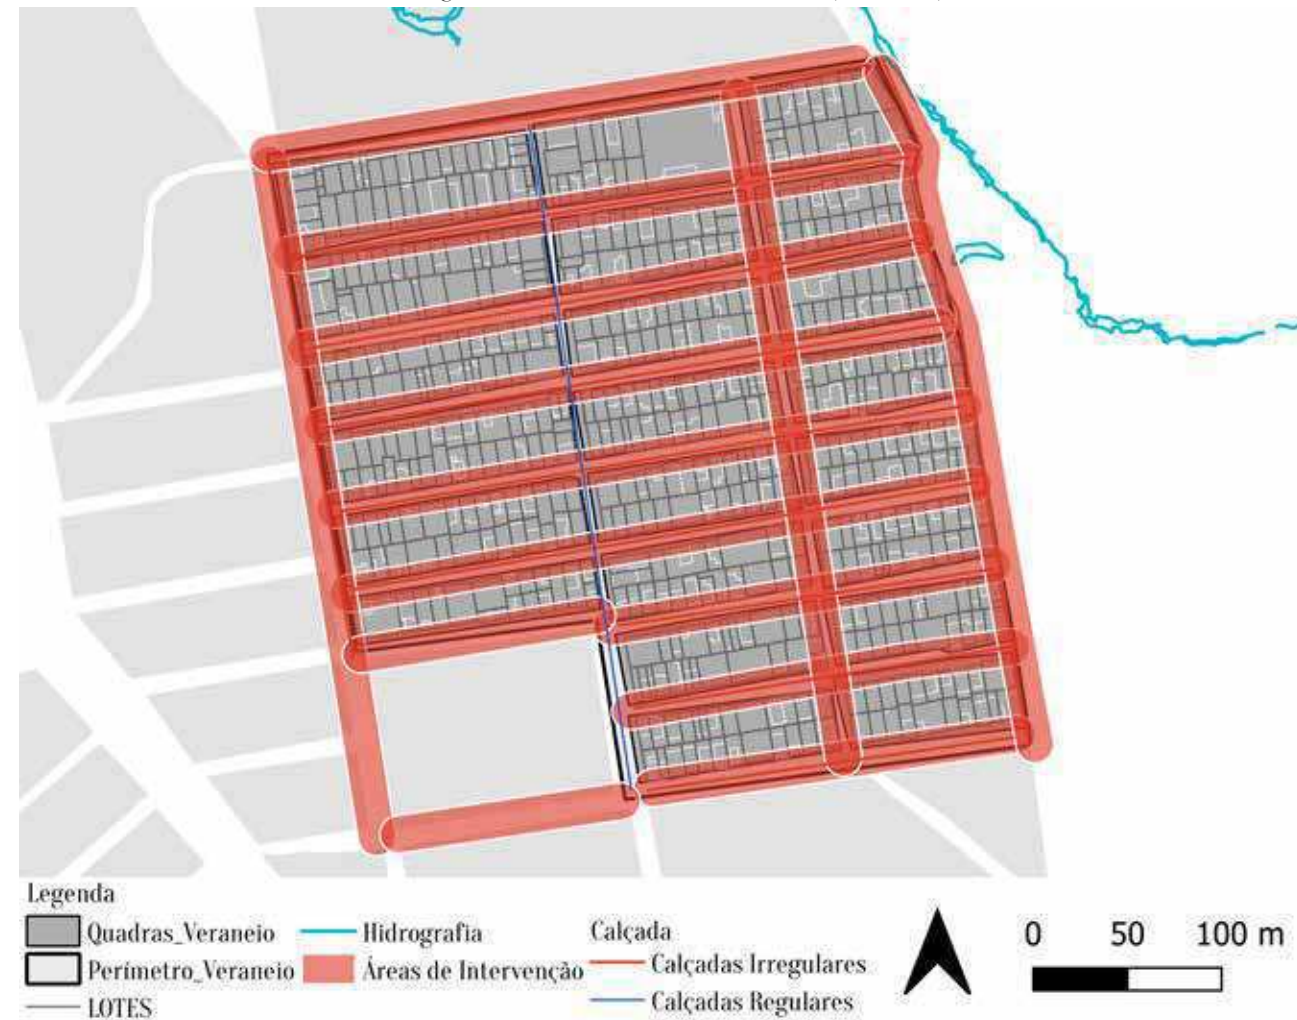 Legenda
Quadras_Veraneio
Perímetro_Veraneio
LOTES
Hidrografia
Áreas de Intervenção
Calçada
Calçadas Irregulares
Calçadas Regulares
0 50 100 m